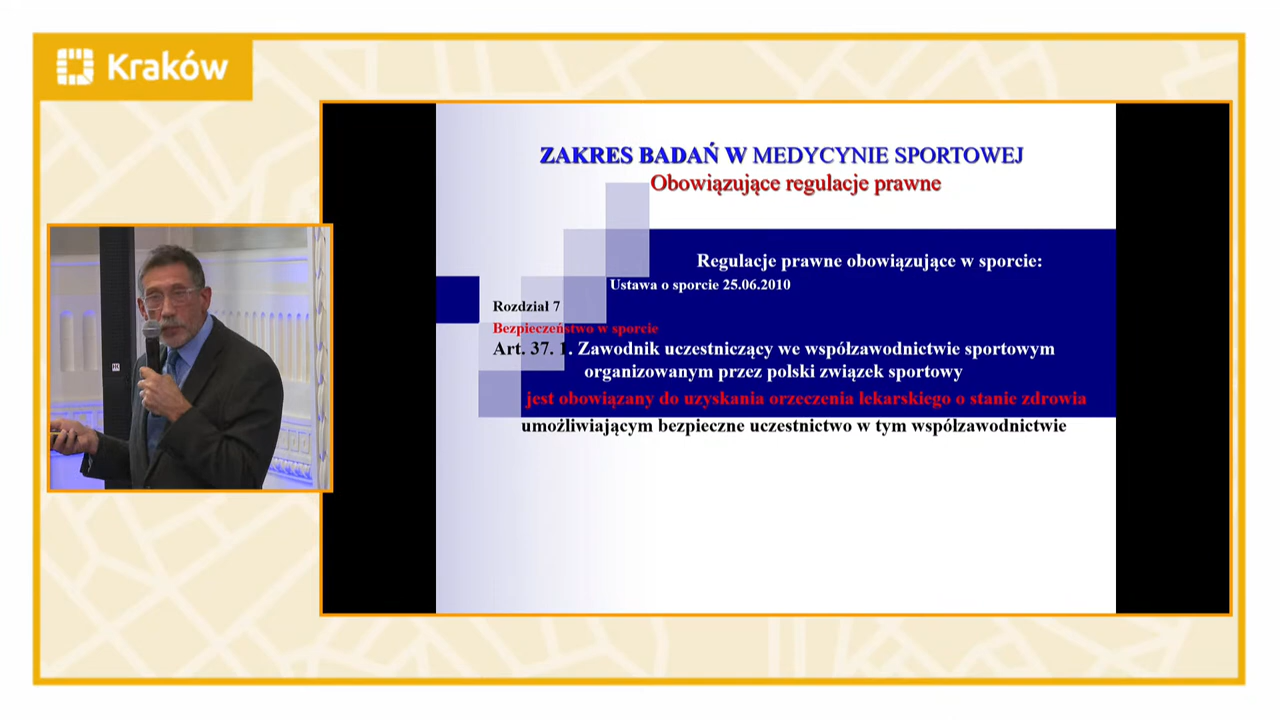 Kraków
ZAKRES BADAŃ W MEDYCYNIE SPORTOWEJ
Obowiązujące regulacje prawne
Regulacje prawne obowiązujące w sporcie:
Ustawa o sporcie 25.06.2010
Rozdział 7
Bezpieczeństwo w sporcie
Art. 37. 1. Zawodnik uczestniczący we współzawodnictwie sportowym
organizowanym przez polski związek sportowy
jest obowiązany do uzyskania orzeczenia lekarskiego o stanie zdrowia
umożliwiającym bezpieczne uczestnictwo w tym współzawodnictwie